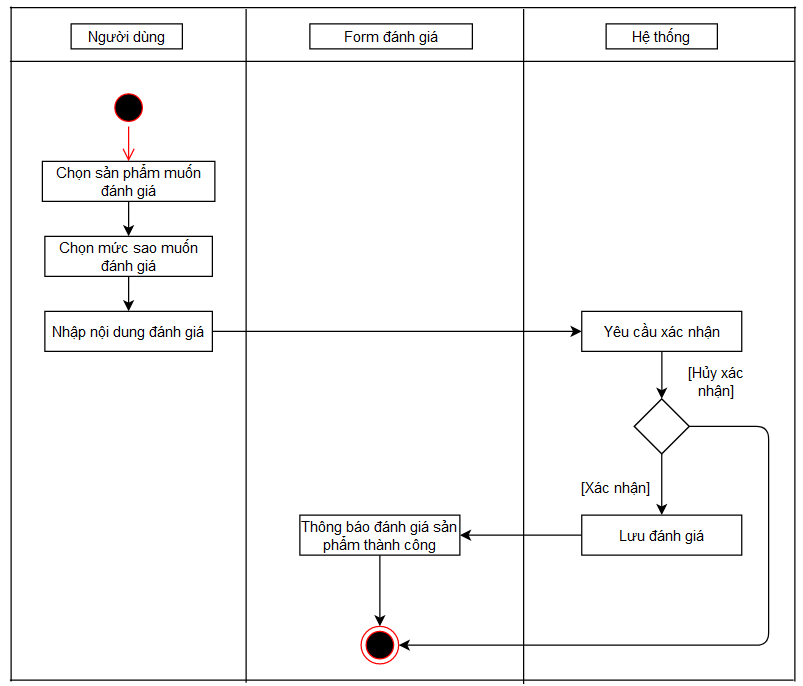 Người dùng
Form đánh giá
Hệ thống
Chọn sản phẩm muốn
đánh giá
Chọn mức sao muốn
đánh giá
Nhập nội dung đánh giá
Yêu cầu xác nhận
[Hủy xác
nhận]
[Xác nhận]
Thông báo đánh giá sản
phẩm thành công
Lưu đánh giá